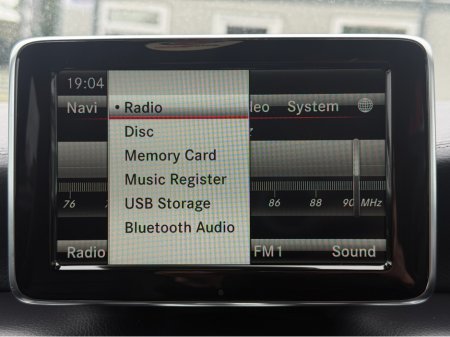 19:04
Navi
• Radio
System
Disc
Memory Card
Music Register
USB Storage
Bluetooth Audio
76 7
86 88 90 MHz
Radio
FM1
Sound